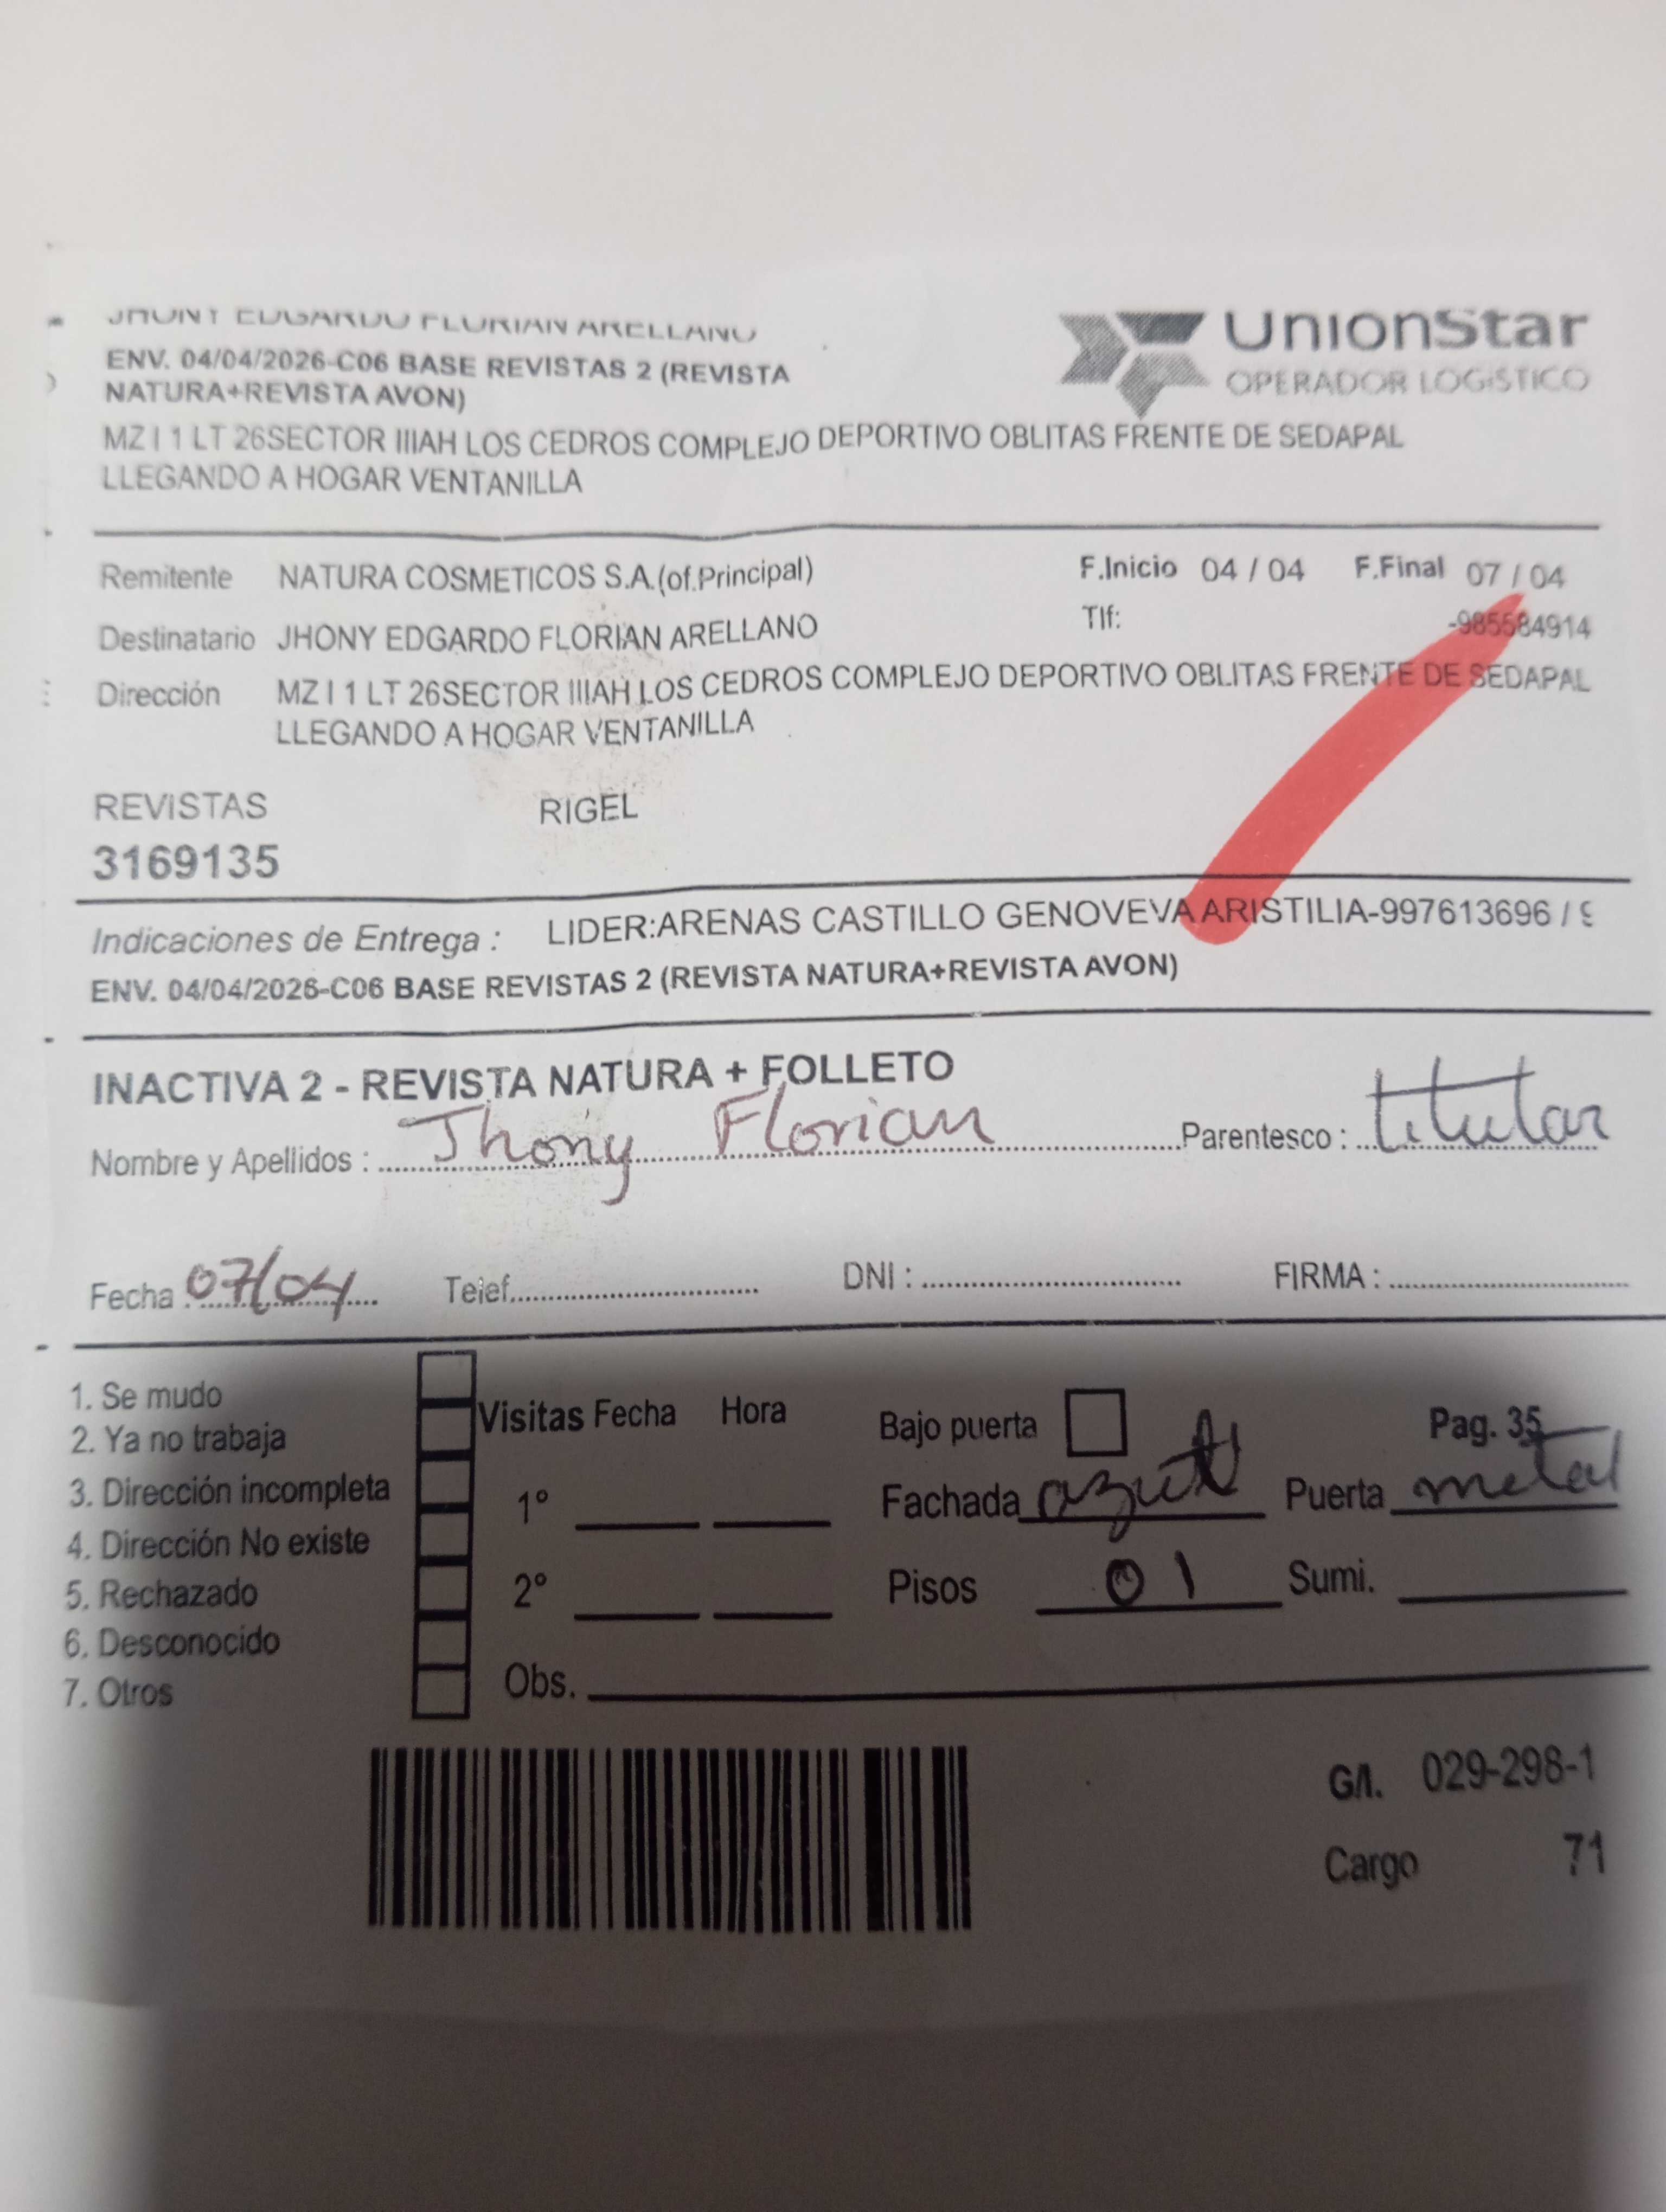 JHONY EDGARDO FLORIAN ARELLANO
UnionStar
OPERADOR LOGÍSTICO
ENV. 04/04/2026-C06 BASE REVISTAS 2 (REVISTA
NATURA+REVISTA AVON)
MZ I 1 LT 26SECTOR IIIAH LOS CEDROS COMPLEJO DEPORTIVO OBLITAS FRENTE DE SEDAPAL
LLEGANDO A HOGAR VENTANILLA
Remitente NATURA COSMETICOS S.A.(of.Principal) F.Inicio 04 / 04 F.Final 07 / 04
Destinatario JHONY EDGARDO FLORIAN ARELLANO Tlf: -985584914
Dirección MZ I 1 LT 26SECTOR IIIAH LOS CEDROS COMPLEJO DEPORTIVO OBLITAS FRENTE DE SEDAPAL
LLEGANDO A HOGAR VENTANILLA
REVISTAS RIGEL
3169135
Indicaciones de Entrega : LIDER:ARENAS CASTILLO GENOVEVA ARISTILIA-997613696 / 9
ENV. 04/04/2026-C06 BASE REVISTAS 2 (REVISTA NATURA+REVISTA AVON)
INACTIVA 2 - REVISTA NATURA + FOLLETO
Nombre y Apellidos : Jhony Florian Parentesco : titular
Fecha : 07/04 Telef. DNI : FIRMA :
1. Se mudo
2. Ya no trabaja
3. Dirección incompleta
4. Dirección No existe
5. Rechazado
6. Desconocido
7. Otros
Visitas Fecha Hora
1°
2°
Obs.
Bajo puerta Pag. 35
Fachada azul Puerta metal
Pisos 01 Sumi.
G/I. 029-298-1
Cargo 71